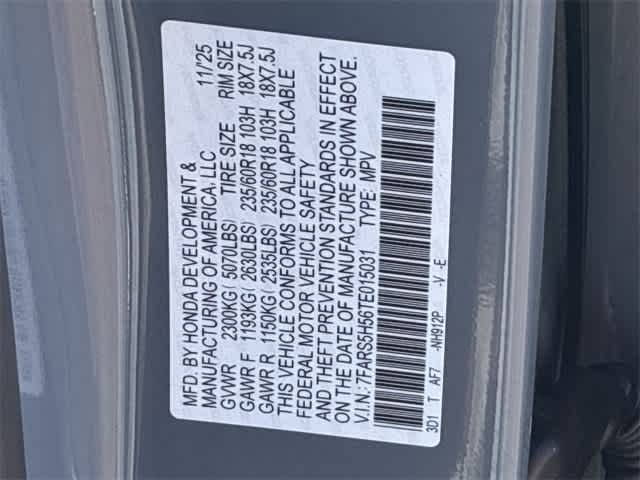 MFD. BY HONDA DEVELOPMENT &
MANUFACTURING OF AMERICA, LLC 11/'25
GVWR 2300KG( 5070LBS) TIRE SIZE RIM SIZE
GAWR F 1193KG( 2630LBS) 235/60R18 103H 18X7.5J
GAWR R 1150KG( 2535LBS) 235/60R18 103H 18X7.5J
THIS VEHICLE CONFORMS TO ALL APPLICABLE
FEDERAL MOTOR VEHICLE SAFETY
AND THEFT PREVENTION STANDARDS IN EFFECT
ON THE DATE OF MANUFACTURE SHOWN ABOVE.
V.I.N.: 7FARS5H56TE015031 TYPE: MPV
3D1 T AF7 -NH912P -V -E